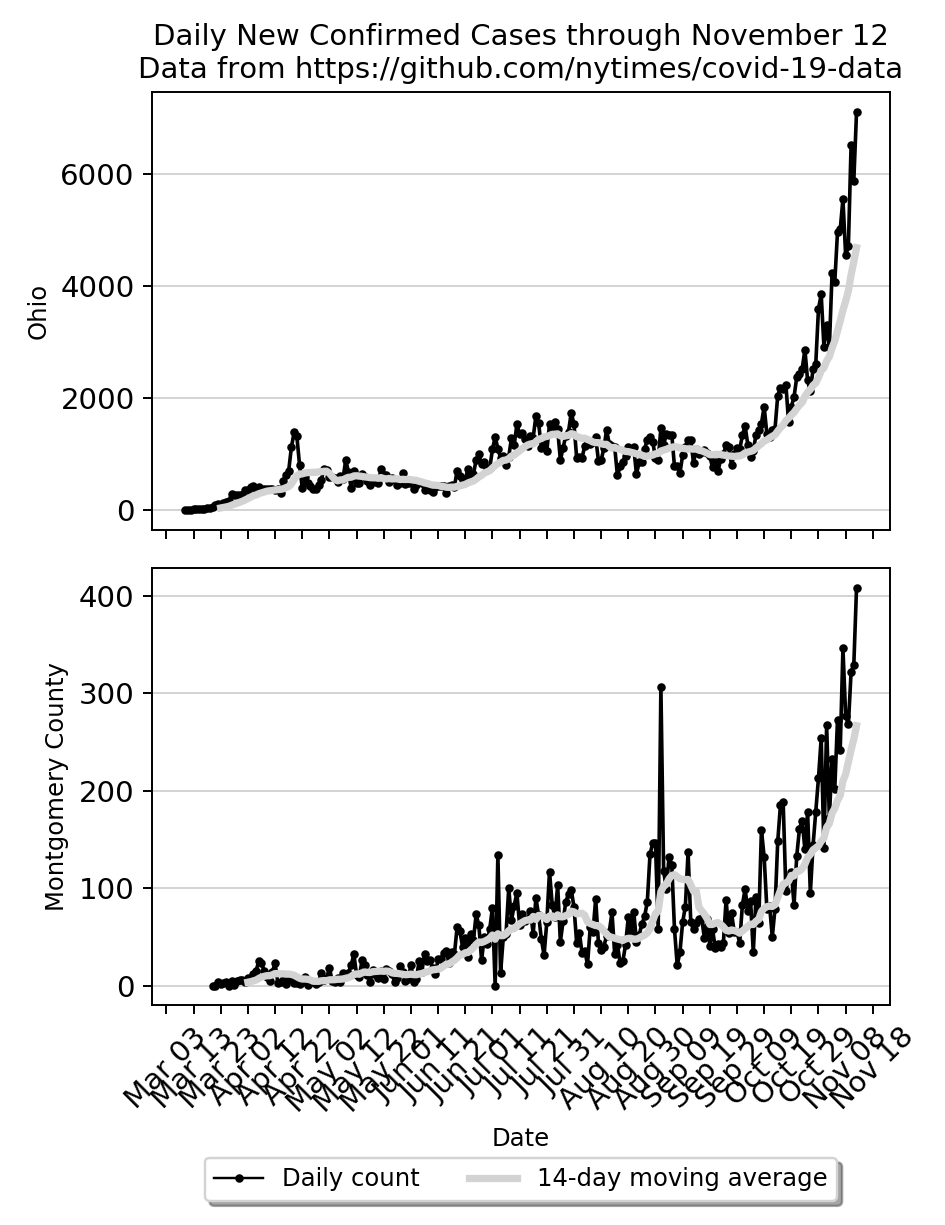 Daily New Confirmed Cases through November 12
Data from https://github.com/nytimes/covid-19-data
6000
4000
2000
0
Ohio
400
300
200
100
0
Montgomery County
Mar 03
Mar 13
Mar 23
Apr 02
Apr 12
Apr 22
May 02
May 12
May 22
Jun 01
Jun 11
Jun 21
Jul 01
Jul 11
Jul 21
Jul 31
Aug 10
Aug 20
Aug 30
Sep 09
Sep 19
Sep 29
Oct 09
Oct 19
Oct 29
Nov 08
Nov 18
Date
Daily count
14-day moving average